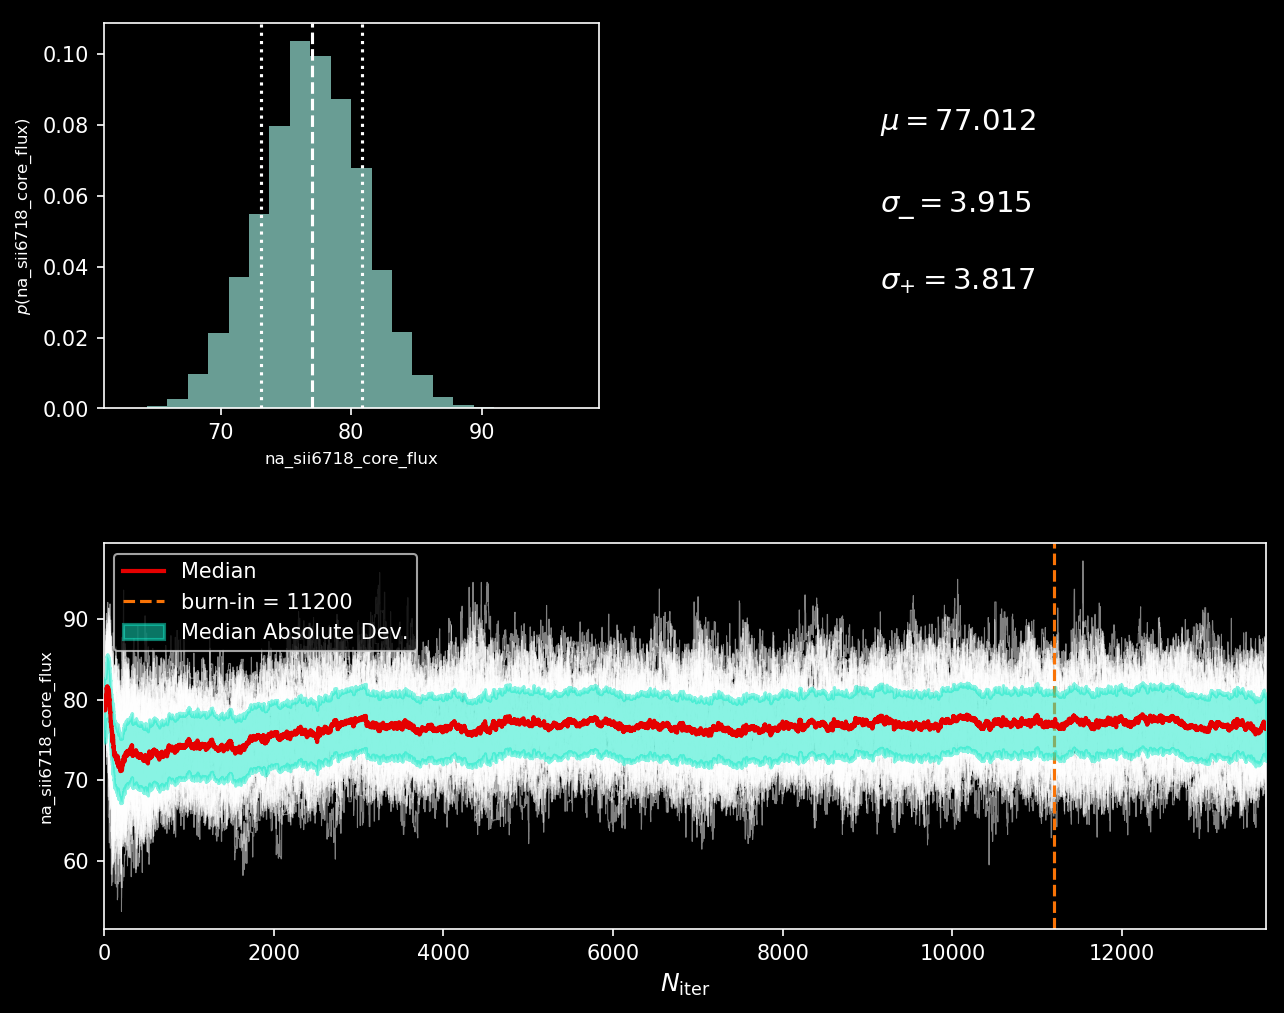 0.10
0.08
0.06
0.04
0.02
0.00
p(na_sii6718_core_flux)
70 80 90
na_sii6718_core_flux
μ = 77.012
σ_ = 3.915
σ+ = 3.817
Median
burn-in = 11200
Median Absolute Dev.
90
80
70
60
na_sii6718_core_flux
0 2000 4000 6000 8000 10000 12000
Niter